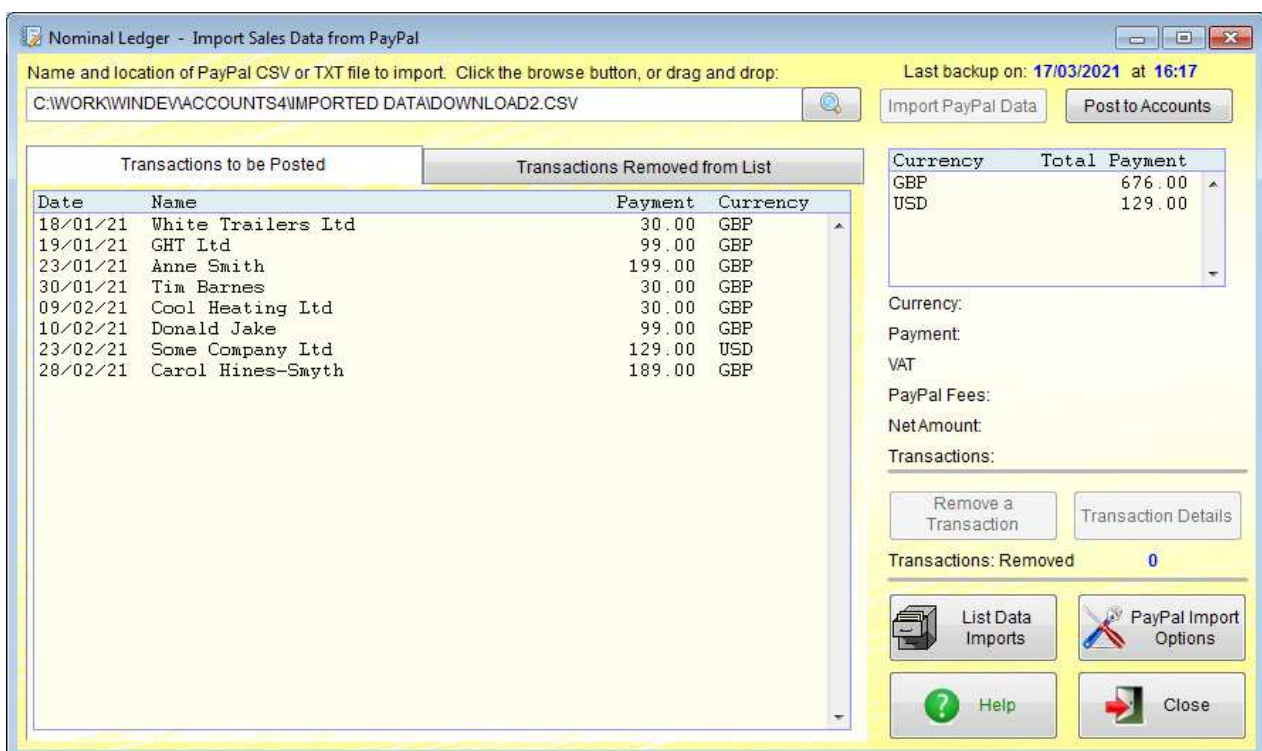 Nominal Ledger - Import Sales Data from PayPal
Name and location of PayPal CSV or TXT file to import. Click the browse button, or drag and drop:
Last backup on: 17/03/2021 at 16:17
C:\WORK\WINDEV\ACCOUNTS4\IMPORTED DATA\DOWNLOAD2.CSV
Import PayPal Data
Post to Accounts
Transactions to be Posted
Transactions Removed from List
Date Name Payment Currency
18/01/21 White Trailers Ltd 30.00 GBP
19/01/21 GHT Ltd 99.00 GBP
23/01/21 Anne Smith 199.00 GBP
30/01/21 Tim Barnes 30.00 GBP
09/02/21 Cool Heating Ltd 30.00 GBP
10/02/21 Donald Jake 99.00 GBP
23/02/21 Some Company Ltd 129.00 USD
28/02/21 Carol Hines-Smyth 189.00 GBP
Currency Total Payment
GBP 676.00
USD 129.00
Currency:
Payment:
VAT
PayPal Fees:
Net Amount:
Transactions:
Remove a
Transaction
Transaction Details
Transactions: Removed 0
List Data
Imports
PayPal Import
Options
Help
Close